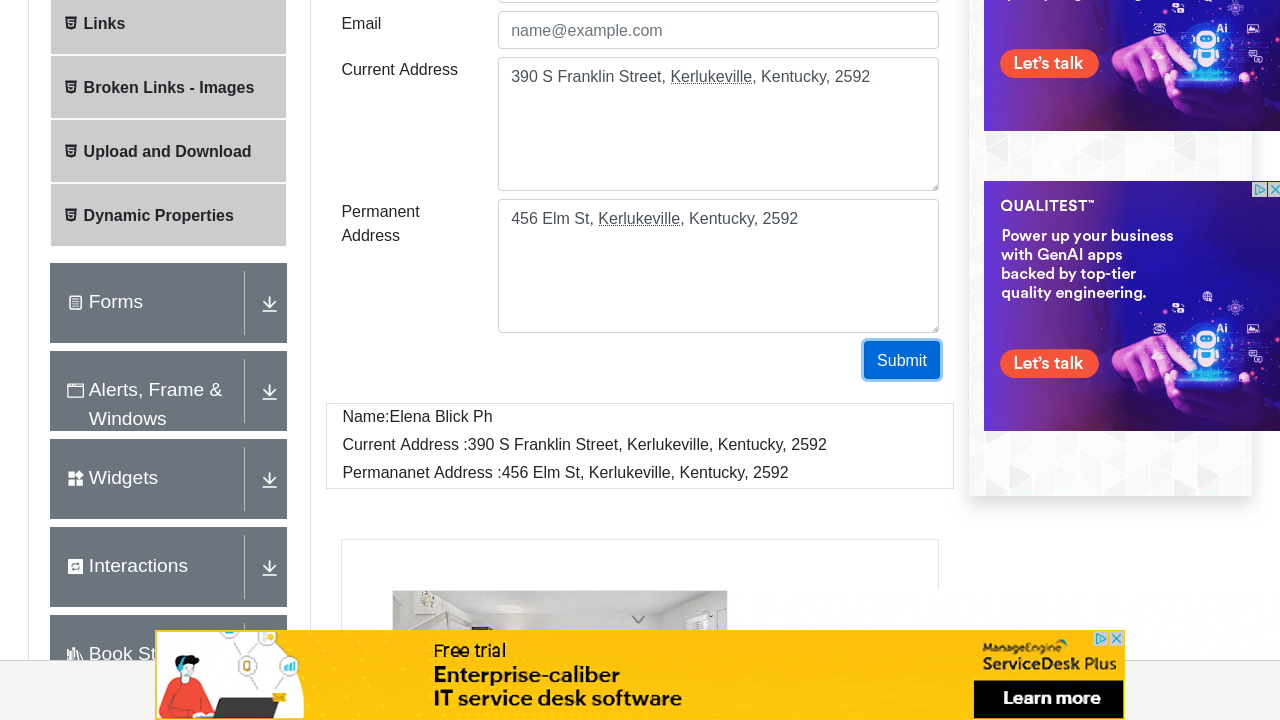 Links
Email
name@example.com
Current Address
390 S Franklin Street, Kerlukeville, Kentucky, 2592
Ai
Let's talk
Broken Links - Images
Upload and Download
Dynamic Properties
Permanent
Address
456 Elm St, Kerlukeville, Kentucky, 2592
QUALITEST™
Power up your business
with GenAI apps
backed by top-tier
quality engineering.
Ai
Let's talk
Forms
Submit
Alerts, Frame &
Windows
Name:Elena Blick Ph
Current Address :390 S Franklin Street, Kerlukeville, Kentucky, 2592
Permananet Address :456 Elm St, Kerlukeville, Kentucky, 2592
Widgets
Interactions
Book St
Free trial
Enterprise-caliber
IT service desk software
ManageEngine
ServiceDesk Plus
Learn more